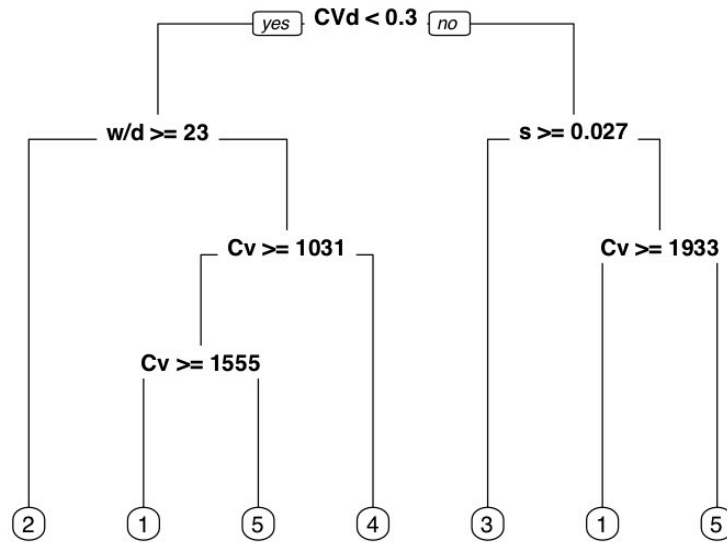 yes CVd < 0.3 no
w/d >= 23
s >= 0.027
Cv >= 1031
Cv >= 1933
Cv >= 1555
2 1 5 4 3 1 5